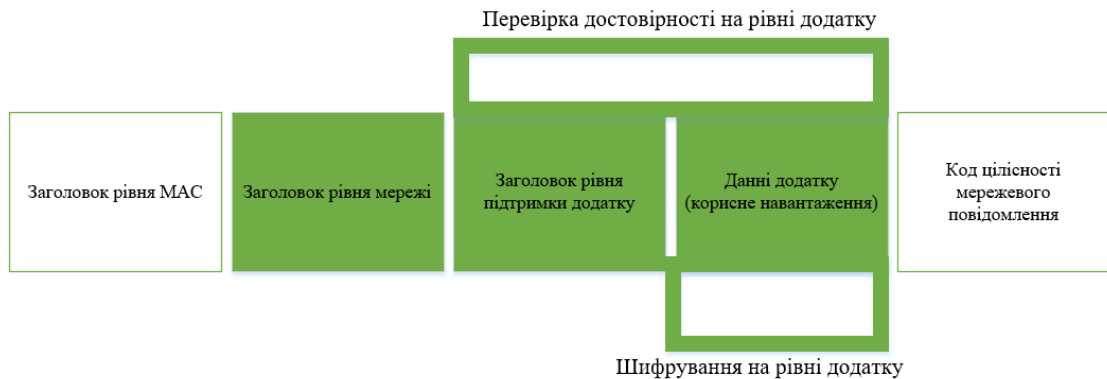 Перевірка достовірності на рівні додатку
Заголовок рівня MAC
Заголовок рівня мережі
Заголовок рівня
підтримки додатку
Данні додатку
(корисне навантаження)
Код цілісності
мережевого
повідомлення
Шифрування на рівні додатку